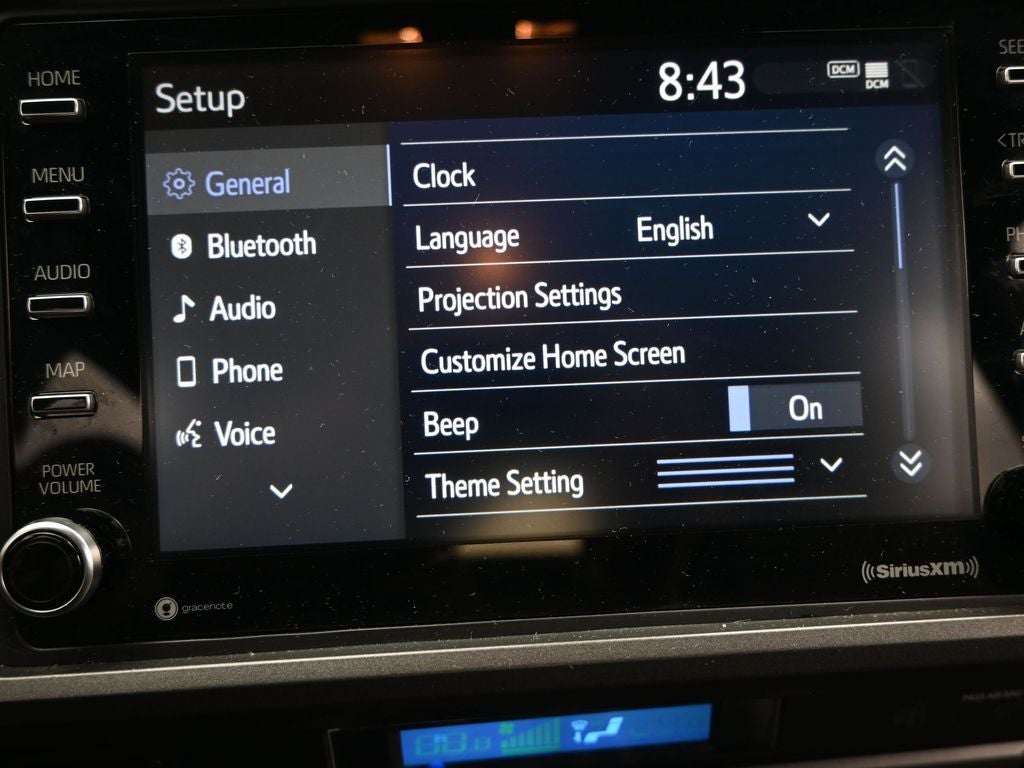 HOME
MENU
AUDIO
MAP
POWER
VOLUME
Setup
8:43
DCM
DCM
General
Bluetooth
Audio
Phone
Voice
Clock
Language English
Projection Settings
Customize Home Screen
Beep On
Theme Setting
gracenote
SiriusXM